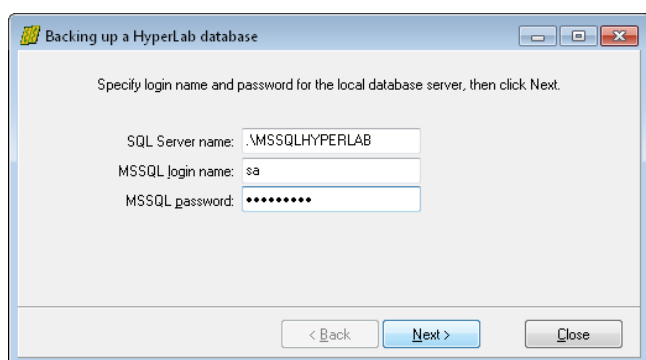 Backing up a HyperLab database
Specify login name and password for the local database server, then click Next.
SQL Server name: .\MSSQLHYPERLAB
MSSQL login name: sa
MSSQL password: •••••••••
< Back Next > Close